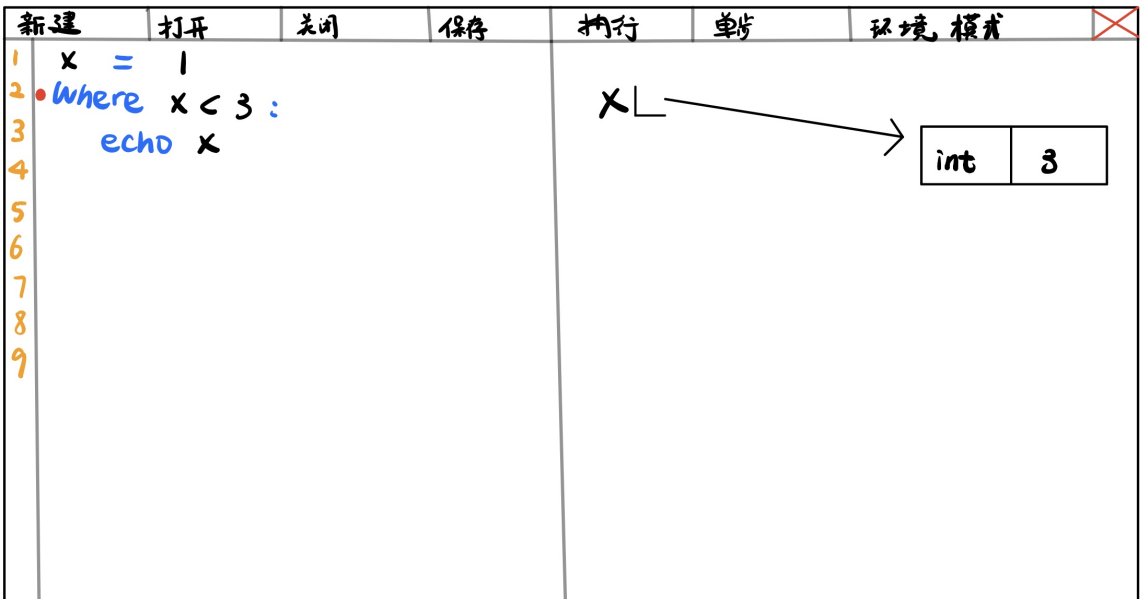 新建 打开 关闭 保存 执行 单步 环境模式
1 x = 1
2 where x < 3 :
3 echo x
4
5
6
7
8
9
x
int 3